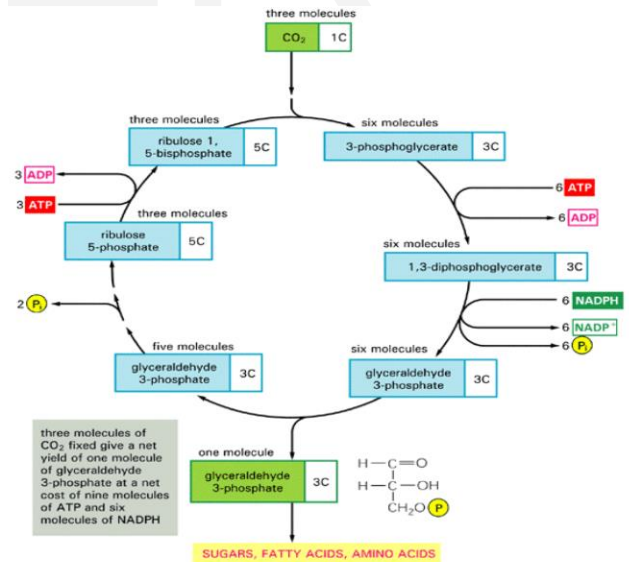 three molecules
CO₂ 1C
three molecules
ribulose 1,
5-bisphosphate
5C
six molecules
3-phosphoglycerate 3C
3 ADP
3 ATP
6 ATP
6 ADP
three molecules
ribulose
5-phosphate
5C
six molecules
1,3-diphosphoglycerate 3C
2 Pi
6 NADPH
6 NADP+
6 Pi
five molecules
glyceraldehyde
3-phosphate
3C
six molecules
glyceraldehyde
3-phosphate
3C
three molecules of
CO₂ fixed give a net
yield of one molecule
of glyceraldehyde
3-phosphate at a net
cost of nine molecules
of ATP and six
molecules of NADPH
one molecule
glyceraldehyde
3-phosphate
3C
H—C=O
H—C—OH
CH₂O P
SUGARS, FATTY ACIDS, AMINO ACIDS